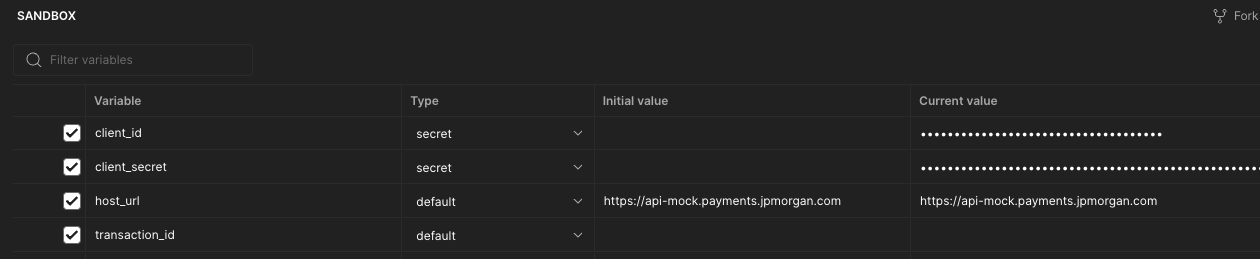 SANDBOX
Fork
Filter variables
Variable Type Initial value Current value
client_id secret ••••••••••••••••••••••••••••••••••••
client_secret secret ••••••••••••••••••••••••••••••••••••••••••••••••••••
host_url default https://api-mock.payments.jpmorgan.com https://api-mock.payments.jpmorgan.com
transaction_id default